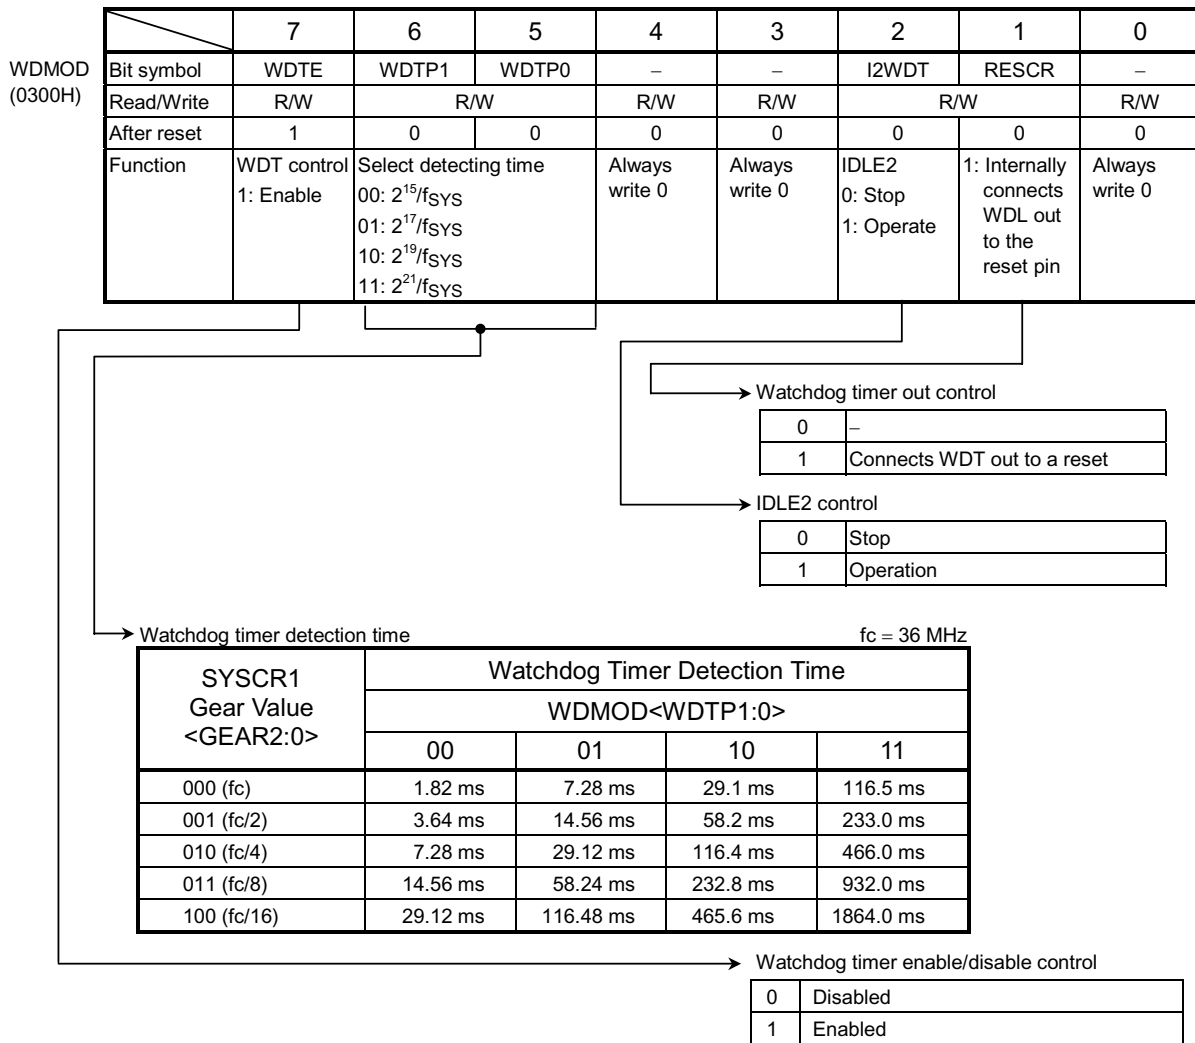 7 6 5 4 3 2 1 0
WDMOD (0300H)
Bit symbol WDTE WDTP1 WDTP0 – – I2WDT RESCR –
Read/Write R/W R/W R/W R/W R/W R/W
After reset 1 0 0 0 0 0 0 0
Function
WDT control
1: Enable
Select detecting time
00: 2¹⁵/fSYS
01: 2¹⁷/fSYS
10: 2¹⁹/fSYS
11: 2²¹/fSYS
Always
write 0
Always
write 0
IDLE2
0: Stop
1: Operate
1: Internally
connects
WDL out
to the
reset pin
Always
write 0
Watchdog timer out control
0 –
1 Connects WDT out to a reset
IDLE2 control
0 Stop
1 Operation
Watchdog timer detection time fc = 36 MHz
SYSCR1
Gear Value
<GEAR2:0>
Watchdog Timer Detection Time
WDMOD<WDTP1:0>
00 01 10 11
000 (fc) 1.82 ms 7.28 ms 29.1 ms 116.5 ms
001 (fc/2) 3.64 ms 14.56 ms 58.2 ms 233.0 ms
010 (fc/4) 7.28 ms 29.12 ms 116.4 ms 466.0 ms
011 (fc/8) 14.56 ms 58.24 ms 232.8 ms 932.0 ms
100 (fc/16) 29.12 ms 116.48 ms 465.6 ms 1864.0 ms
Watchdog timer enable/disable control
0 Disabled
1 Enabled